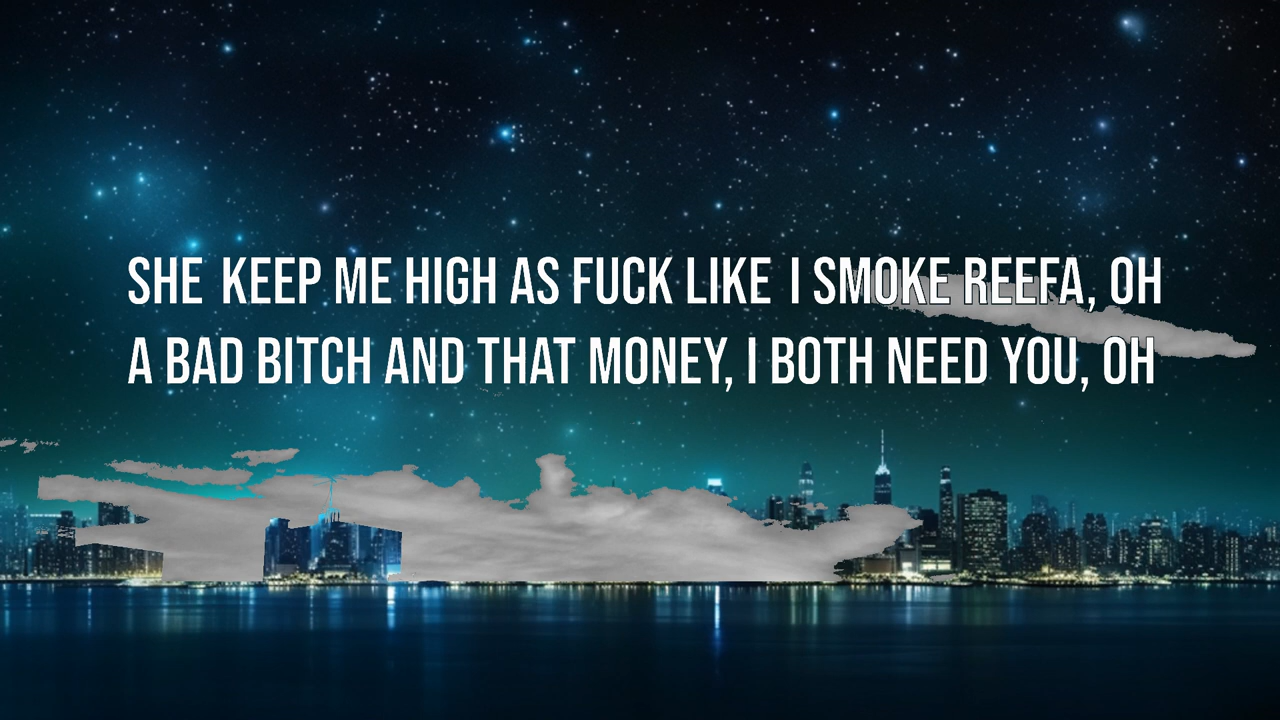 SHE KEEP ME HIGH AS FUCK LIKE I SMOKE REEFA, OH
A BAD BITCH AND THAT MONEY, I BOTH NEED YOU, OH